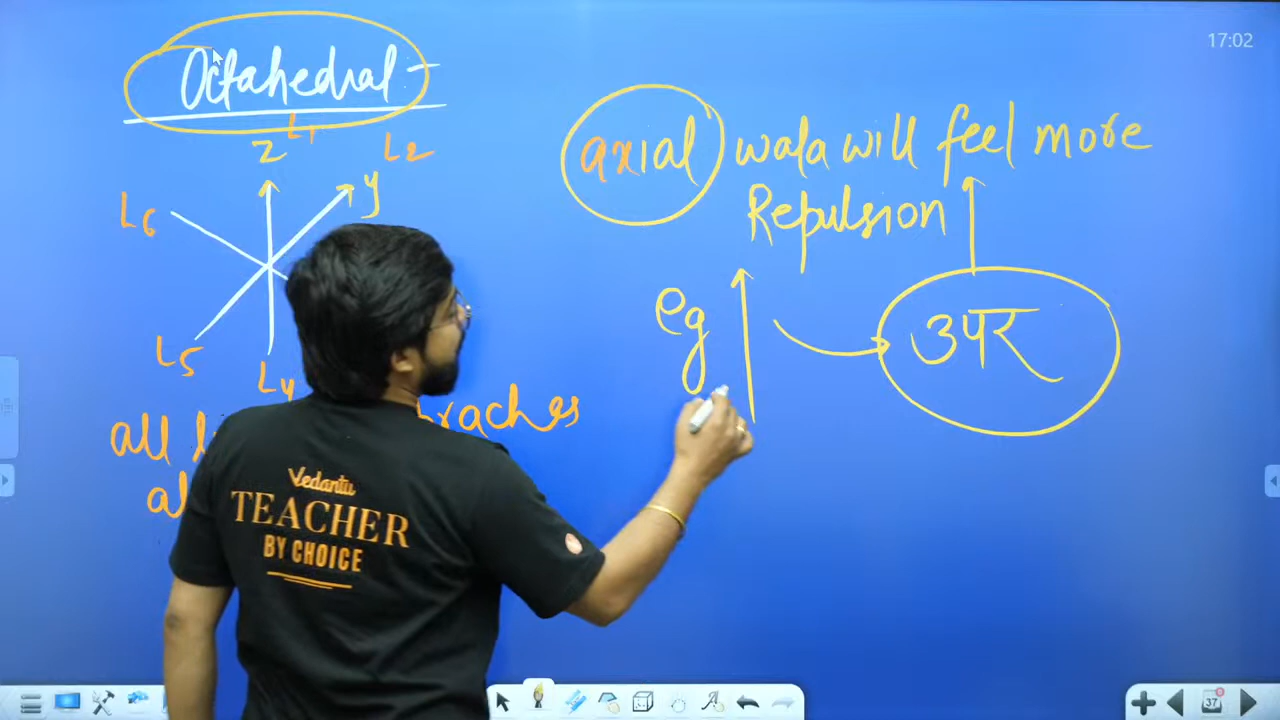 17:02
Octahedral
L1
Z
L2
y
L6
L5
L4
all
axial wala will feel more
Repulsion
eg
उपर
Vedantu
TEACHER
BY CHOICE
37